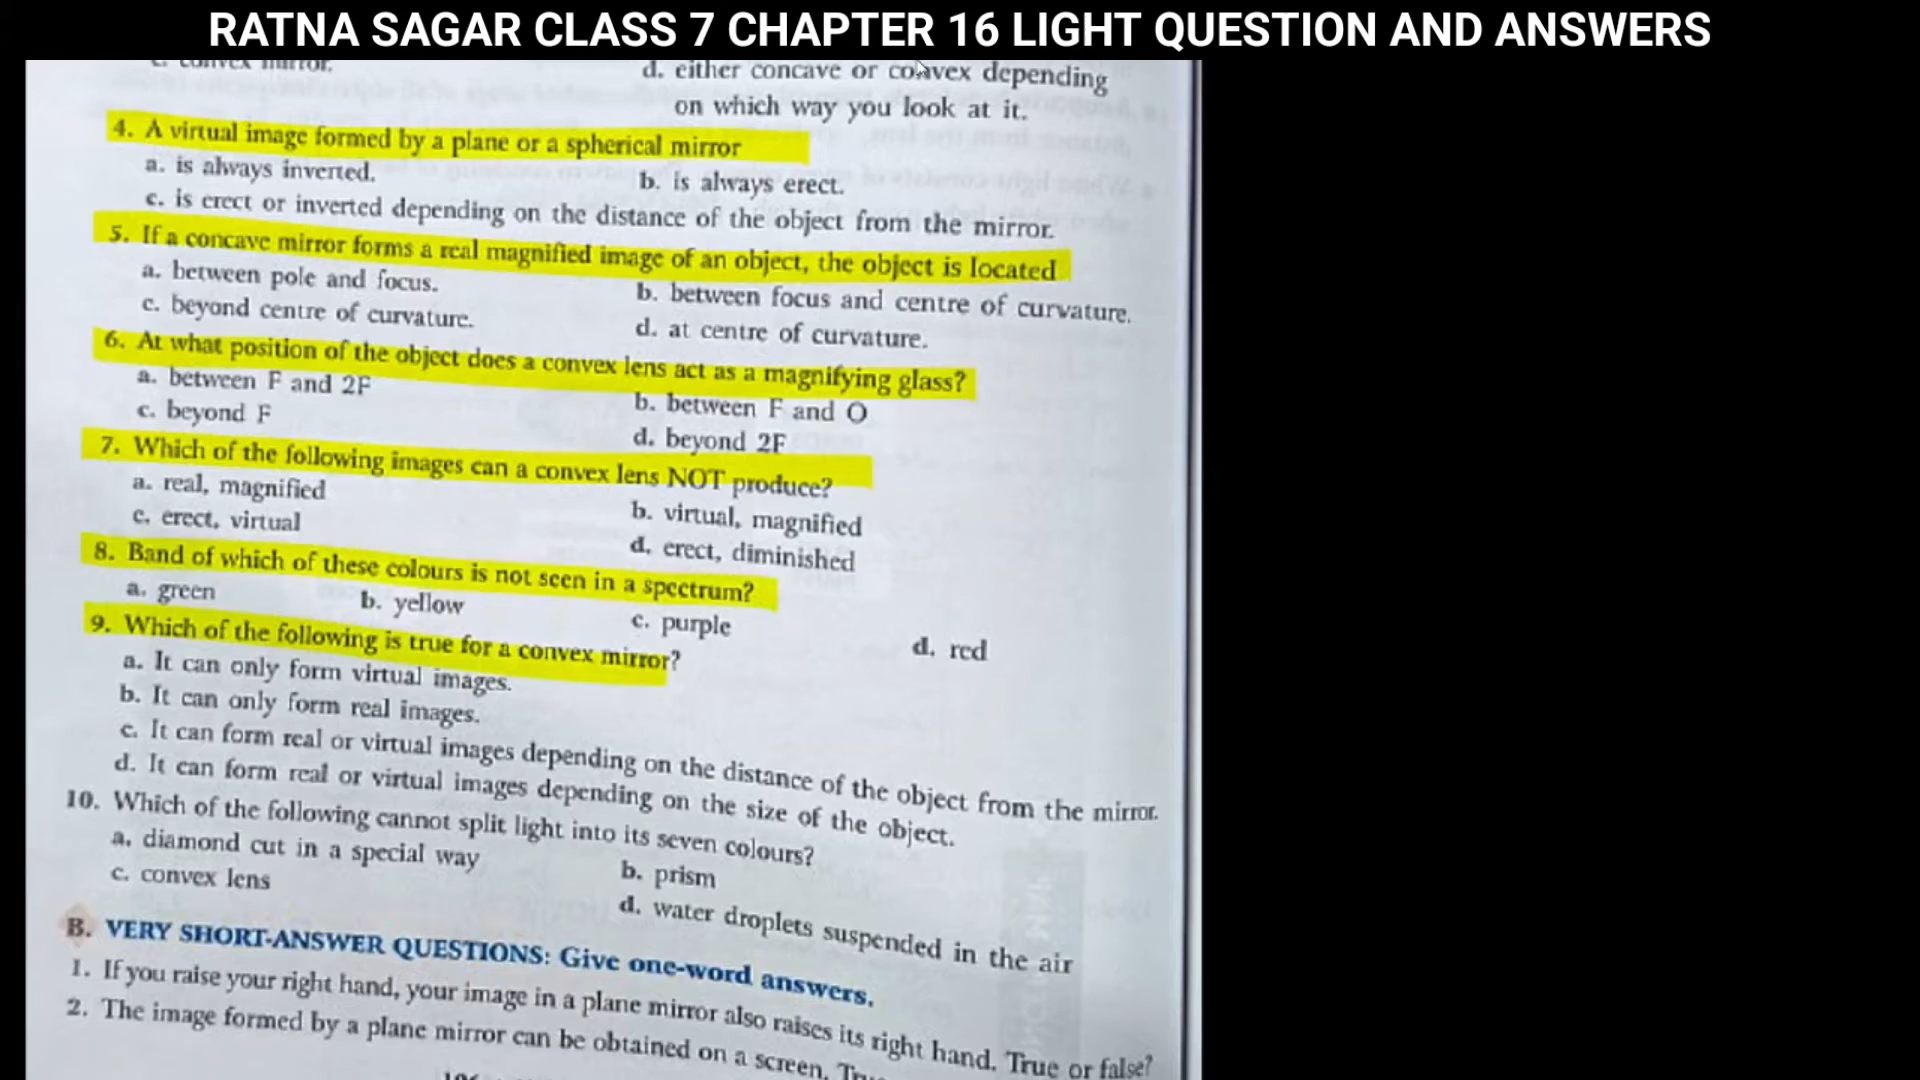 RATNA SAGAR CLASS 7 CHAPTER 16 LIGHT QUESTION AND ANSWERS
c. convex mirror.
d. either concave or convex depending
on which way you look at it.
4. A virtual image formed by a plane or a spherical mirror
a. is always inverted.
b. is always erect.
c. is erect or inverted depending on the distance of the object from the mirror.
5. If a concave mirror forms a real magnified image of an object, the object is located
a. between pole and focus.
b. between focus and centre of curvature.
c. beyond centre of curvature.
d. at centre of curvature.
6. At what position of the object does a convex lens act as a magnifying glass?
a. between F and 2F
b. between F and O
c. beyond F
d. beyond 2F
7. Which of the following images can a convex lens NOT produce?
a. real, magnified
b. virtual, magnified
c. erect, virtual
d. erect, diminished
8. Band of which of these colours is not seen in a spectrum?
a. green b. yellow c. purple d. red
9. Which of the following is true for a convex mirror?
a. It can only form virtual images.
b. It can only form real images.
c. It can form real or virtual images depending on the distance of the object from the mirror.
d. It can form real or virtual images depending on the size of the object.
10. Which of the following cannot split light into its seven colours?
a. diamond cut in a special way
b. prism
c. convex lens
d. water droplets suspended in the air
B. VERY SHORT-ANSWER QUESTIONS: Give one-word answers.
1. If you raise your right hand, your image in a plane mirror also raises its right hand. True or false?
2. The image formed by a plane mirror can be obtained on a screen.